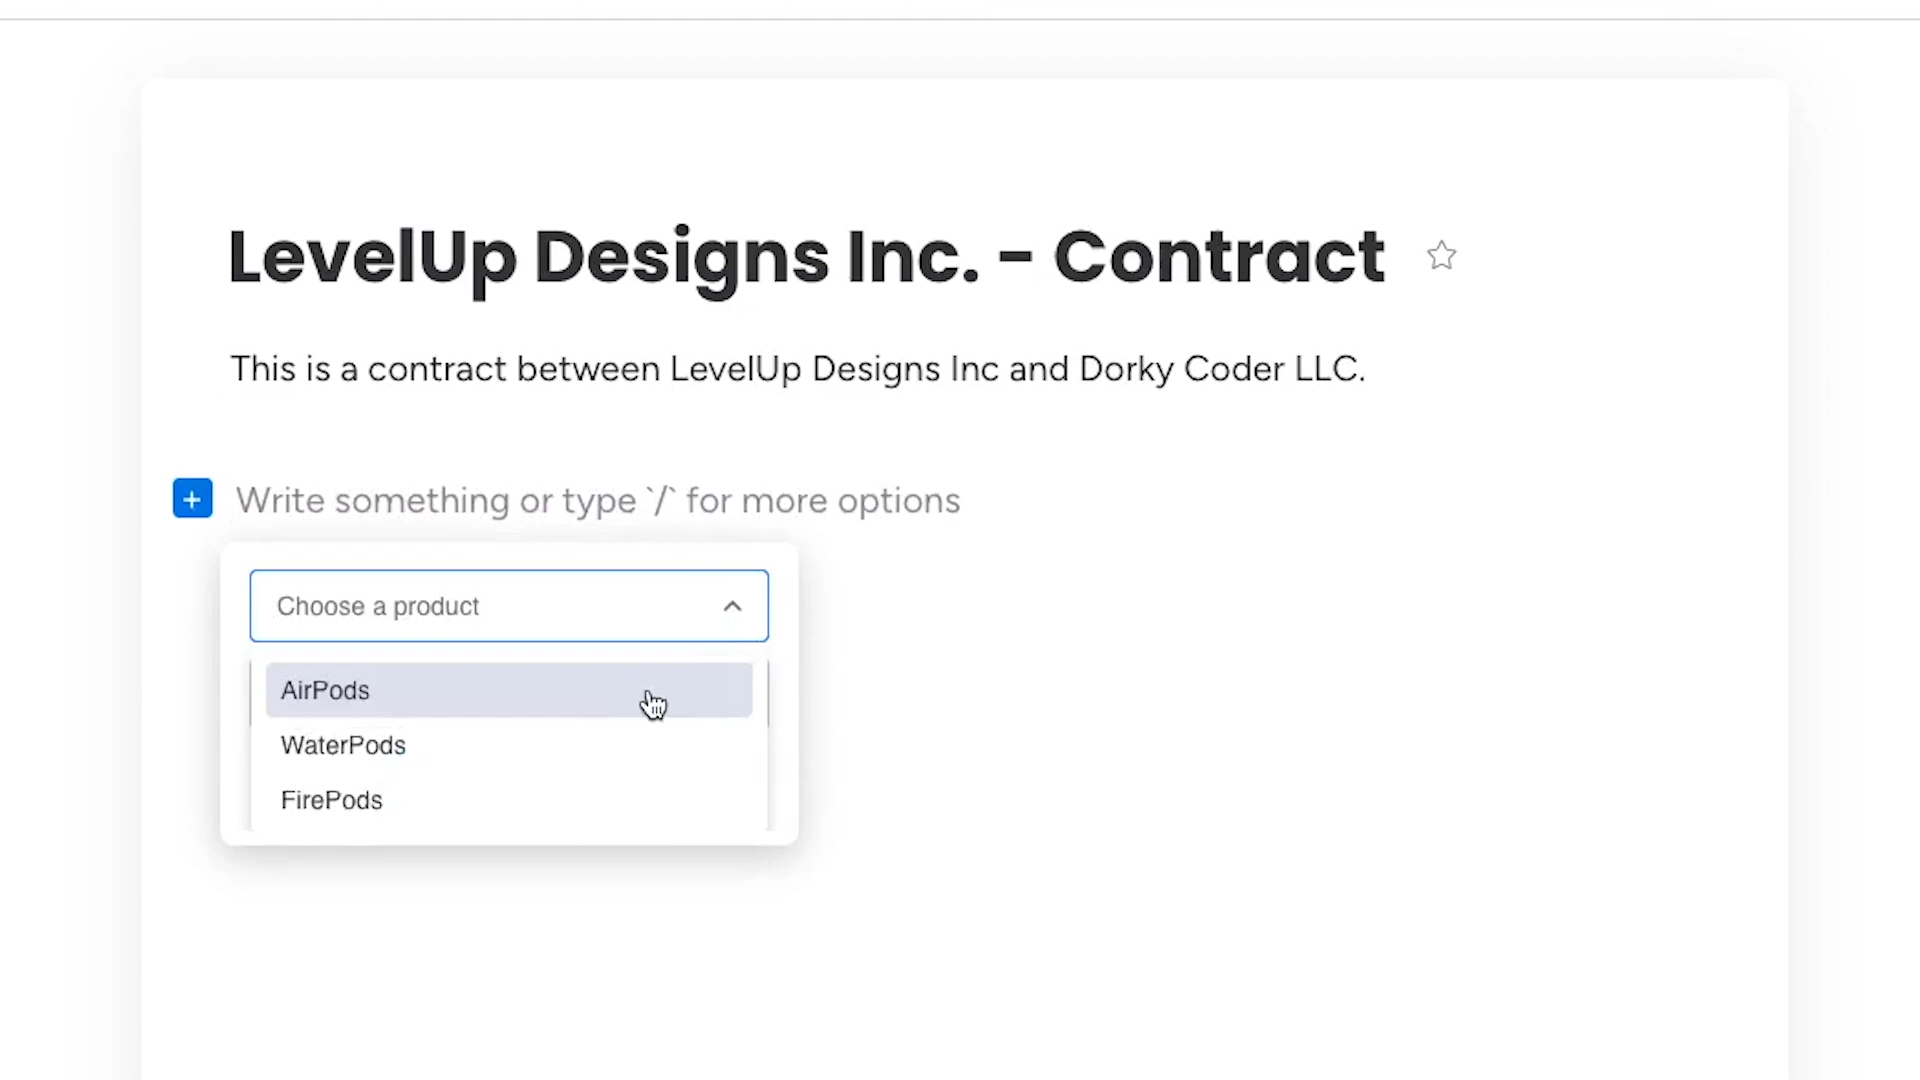 LevelUp Designs Inc. - Contract
This is a contract between LevelUp Designs Inc and Dorky Coder LLC.
Write something or type `/` for more options
Choose a product
AirPods
WaterPods
FirePods